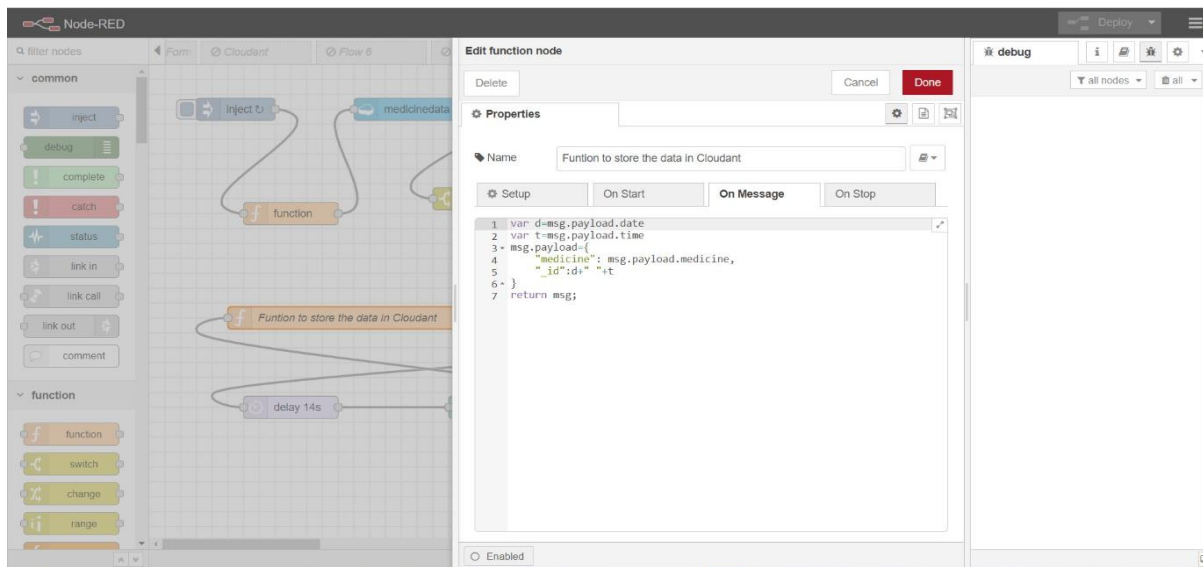 Node-RED
Deploy
filter nodes
common
inject
debug
complete
catch
status
link in
link call
link out
comment
function
function
switch
change
range
Form
Cloudant
Flow 6
inject ↻
medicinedata
function
Funtion to store the data in Cloudant
delay 14s
Edit function node
Delete
Cancel
Done
Properties
Name
Funtion to store the data in Cloudant
Setup
On Start
On Message
On Stop
1 var d=msg.payload.date
2 var t=msg.payload.time
3 msg.payload={
4 "medicine": msg.payload.medicine,
5 "_id":d+" "+t
6 }
7 return msg;
Enabled
debug
i
all nodes
all